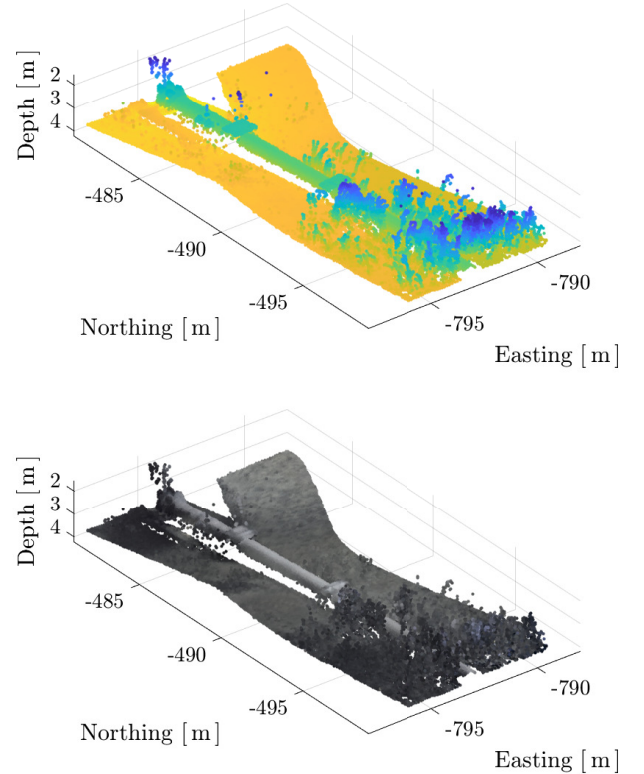 2
3
4
Depth [ m ]
-485
-490
-495
Northing [ m ]
-795
-790
Easting [ m ]
2
3
4
Depth [ m ]
-485
-490
-495
Northing [ m ]
-795
-790
Easting [ m ]